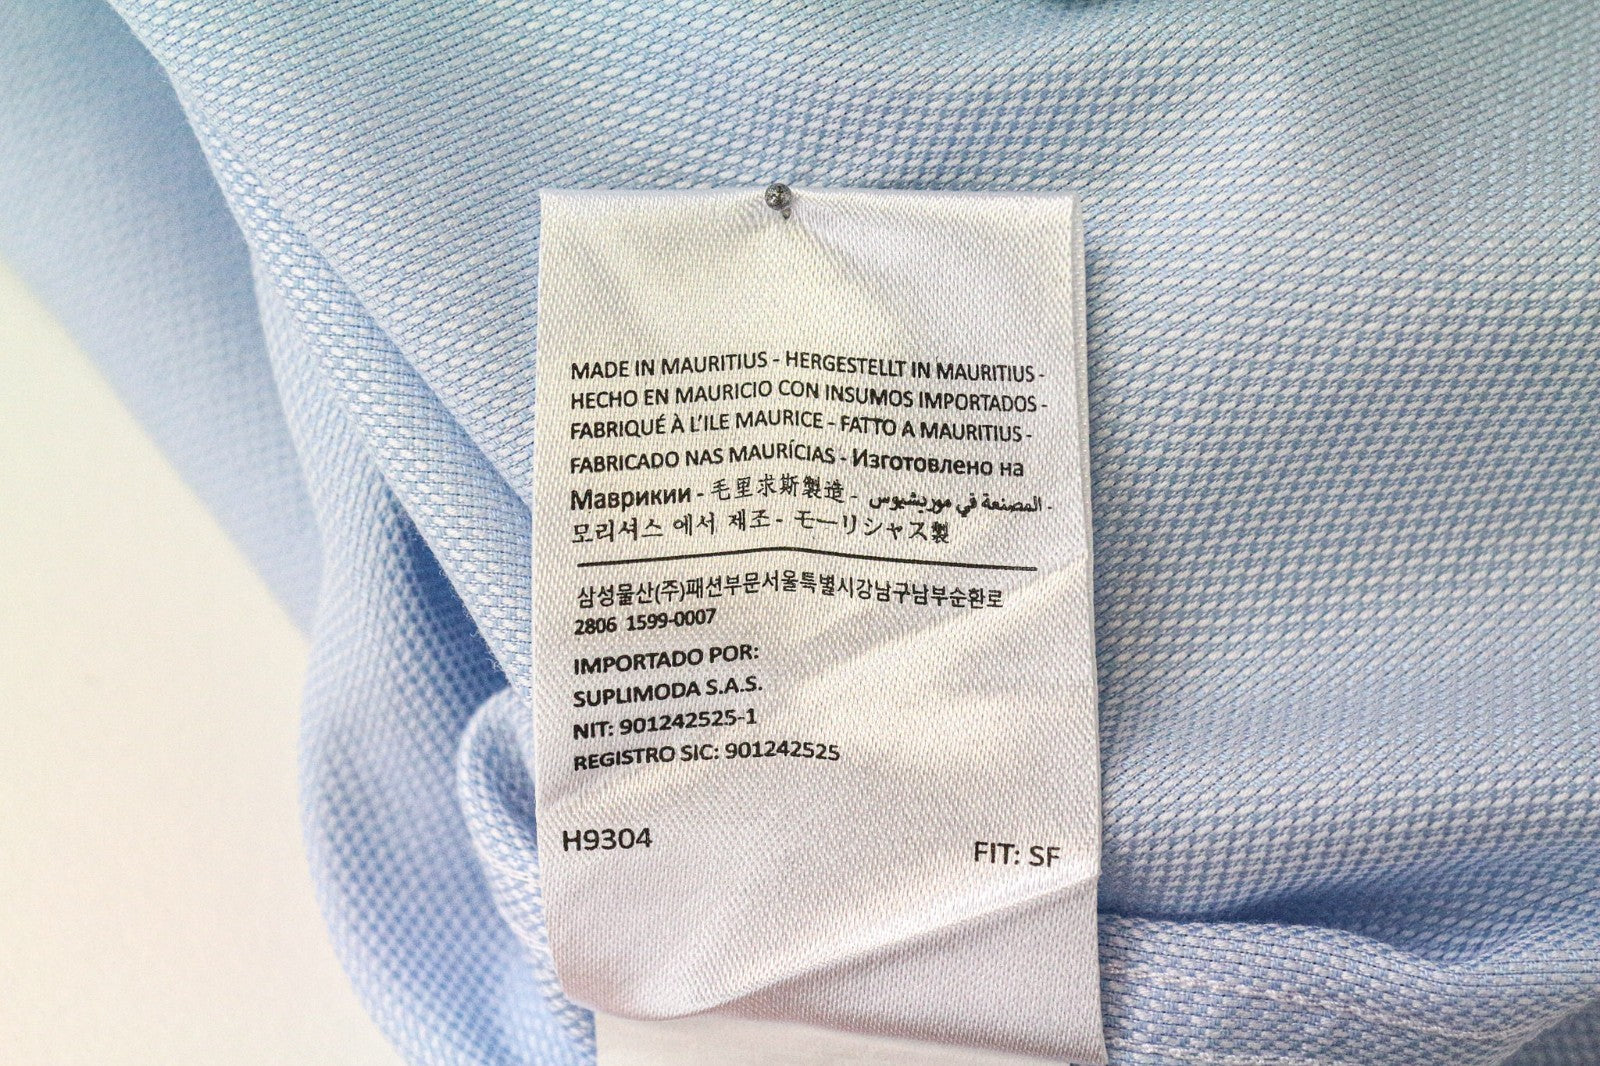 MADE IN MAURITIUS - HERGESTELLT IN MAURITIUS -
HECHO EN MAURICIO CON INSUMOS IMPORTADOS -
FABRIQUÉ À L'ILE MAURICE - FATTO A MAURITIUS -
FABRICADO NAS MAURÍCIAS - Изготовлено на
Маврикии - 毛里求斯製造 - المصنعة في موريشيوس -
모리셔스 에서 제조 - モーリシャス製
삼성물산(주)패션부문서울특별시강남구남부순환로
2806 1599-0007
IMPORTADO POR:
SUPLIMODA S.A.S.
NIT: 901242525-1
REGISTRO SIC: 901242525
H9304
FIT: SF